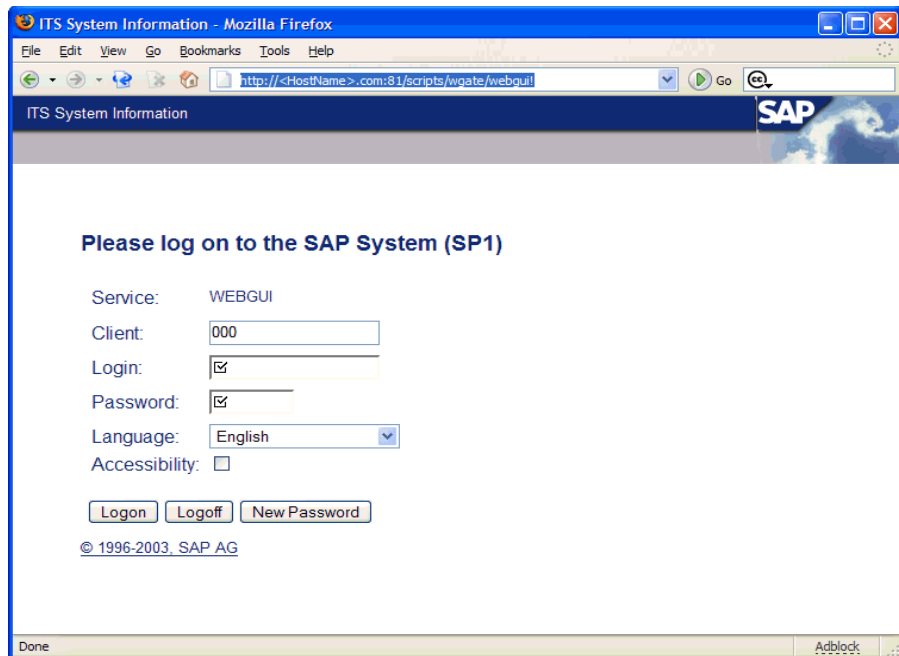 ITS System Information - Mozilla Firefox
File Edit View Go Bookmarks Tools Help
http://<HostName>.com:81/scripts/wgate/webgui! Go cc
ITS System Information SAP
Please log on to the SAP System (SP1)
Service: WEBGUI
Client: 000
Login:
Password:
Language: English
Accessibility:
Logon Logoff New Password
© 1996-2003, SAP AG
Done Adblock